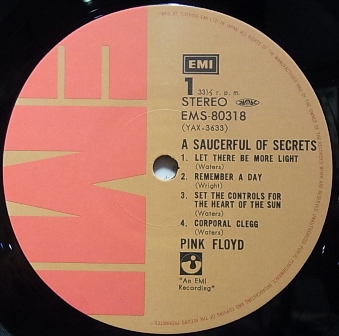 EMI
1
33⅓ r. p. m.
STEREO
EMS-80318
(YAX-3633)
A SAUCERFUL OF SECRETS
1. LET THERE BE MORE LIGHT
(Waters)
2. REMEMBER A DAY
(Wright)
3. SET THE CONTROLS FOR
THE HEART OF THE SUN
(Waters)
4. CORPORAL CLEGG
(Waters)
PINK FLOYD
"An EMI
Recording"
EMI